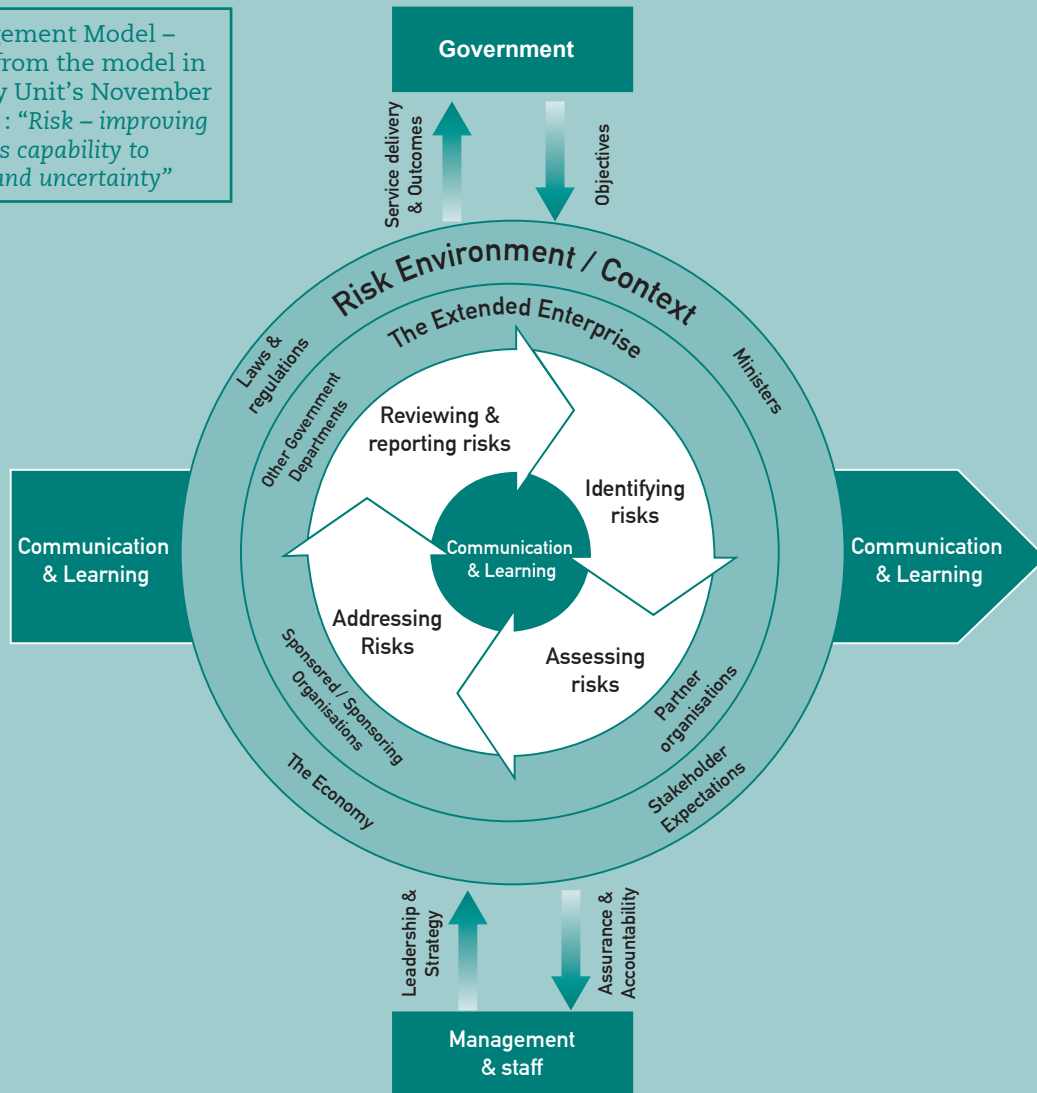 gement Model –
from the model in
y Unit's November
: “Risk – improving
s capability to
and uncertainty”
Government
Service delivery
& Outcomes
Objectives
Risk Environment / Context
The Extended Enterprise
Laws &
regulations
Other Government
Departments
Ministers
Reviewing &
reporting risks
Identifying
risks
Communication
& Learning
Communication
& Learning
Communication
& Learning
Addressing
Risks
Assessing
risks
Sponsored / Sponsoring
Organisations
Partner
organisations
The Economy
Stakeholder
Expectations
Leadership &
Strategy
Assurance &
Accountability
Management
& staff